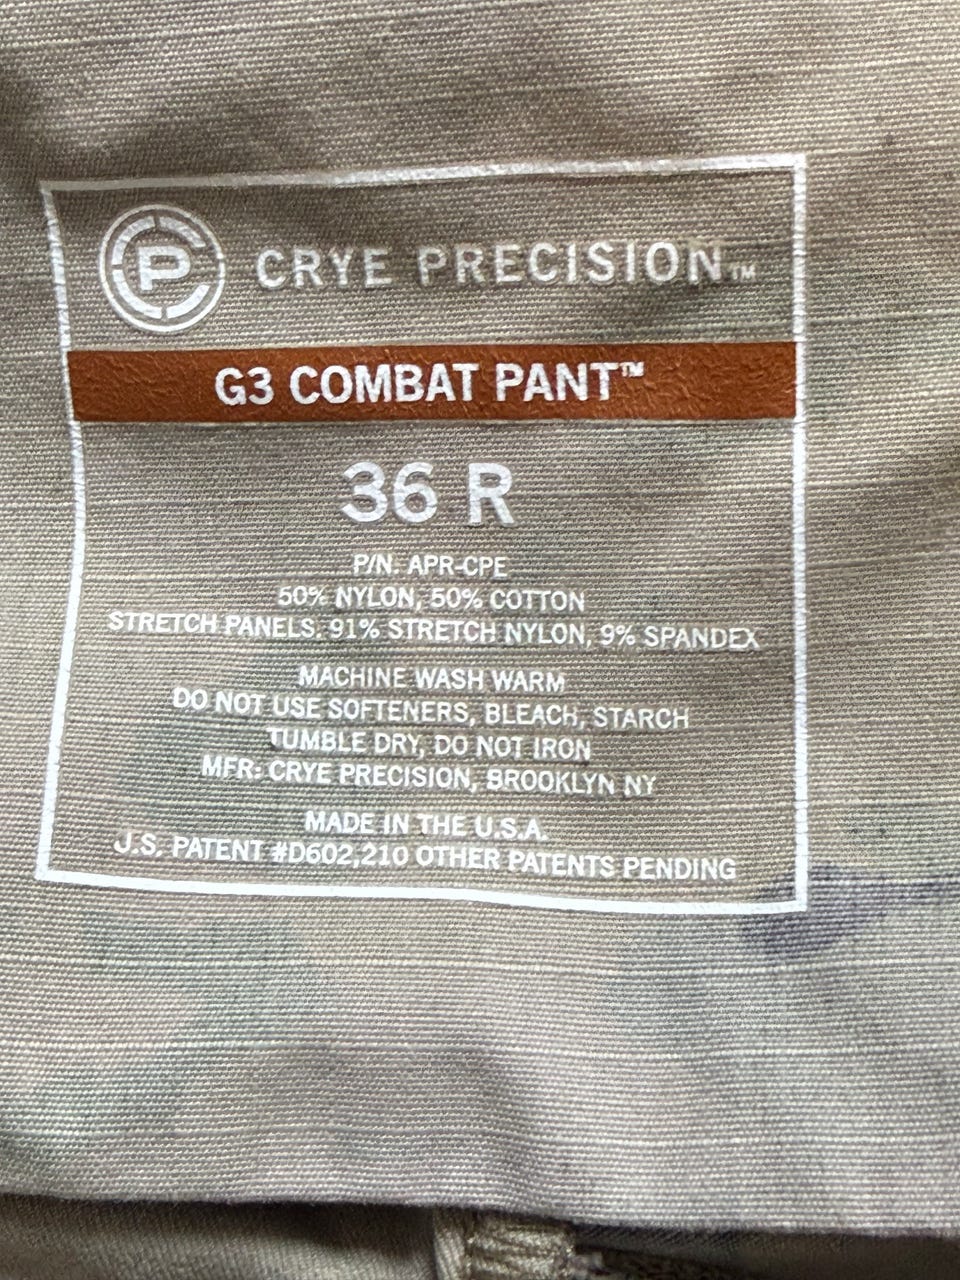 CP CRYE PRECISION™
G3 COMBAT PANT™
36 R
P/N. APR-CPE
50% NYLON, 50% COTTON
STRETCH PANELS. 91% STRETCH NYLON, 9% SPANDEX
MACHINE WASH WARM
DO NOT USE SOFTENERS, BLEACH, STARCH
TUMBLE DRY, DO NOT IRON
MFR: CRYE PRECISION, BROOKLYN NY
MADE IN THE U.S.A.
U.S. PATENT #D602,210 OTHER PATENTS PENDING